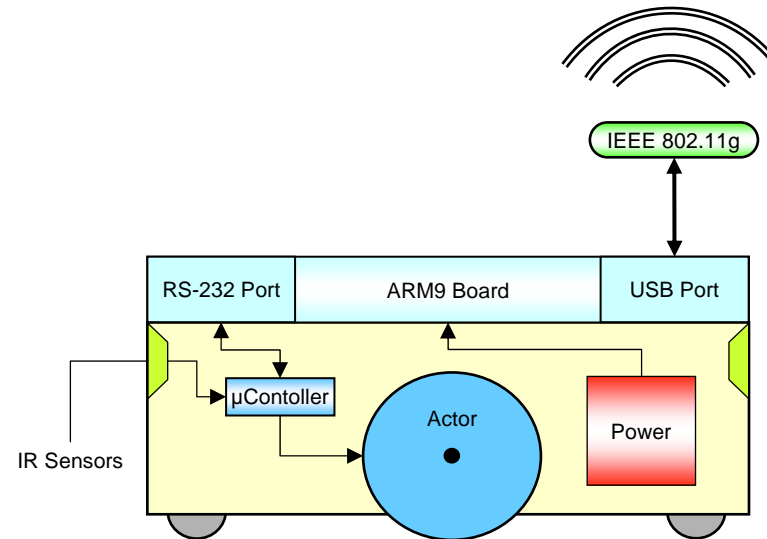 IEEE 802.11g
RS-232 Port
ARM9 Board
USB Port
µContoller
Actor
Power
IR Sensors